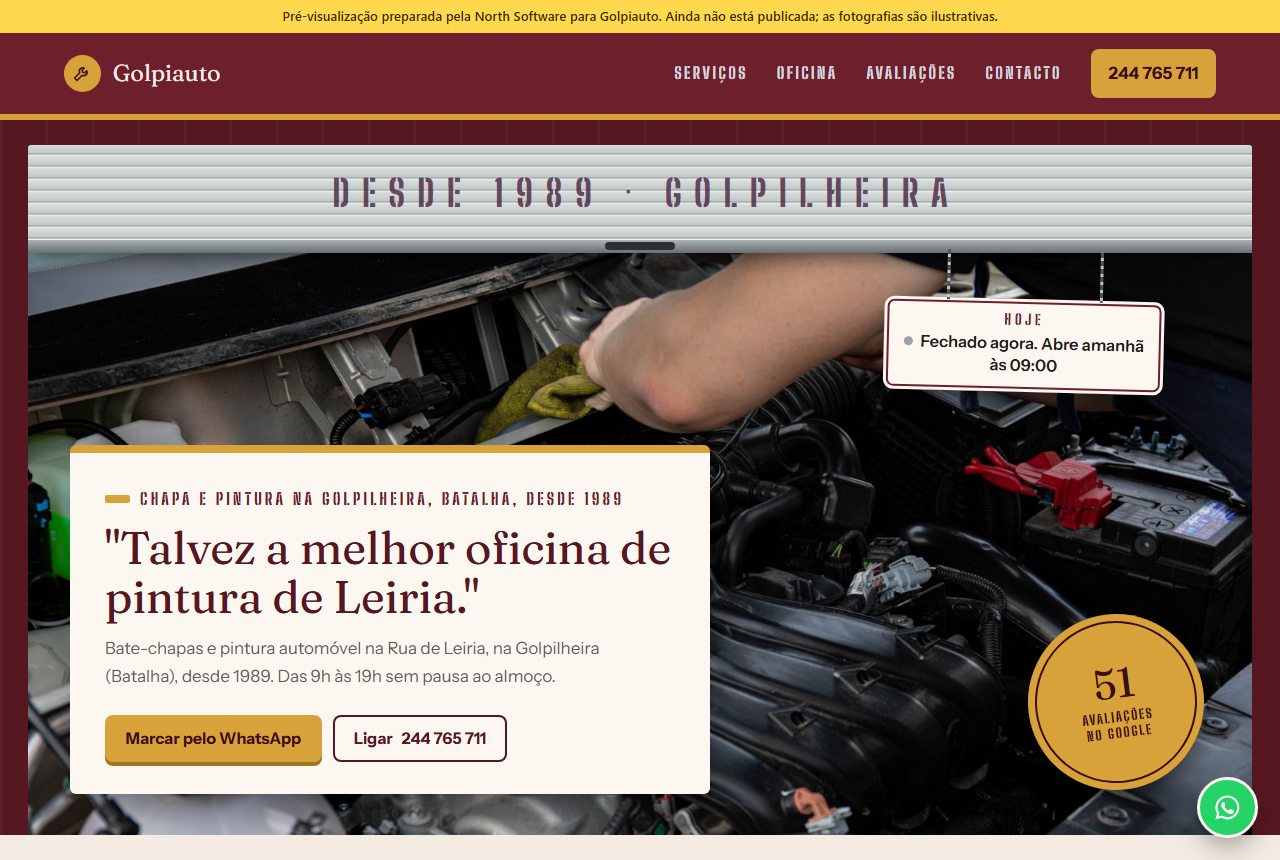 Pré-visualização preparada pela North Software para Golpiauto. Ainda não está publicada; as fotografias são ilustrativas.
Golpiauto
SERVIÇOS
OFICINA
AVALIAÇÕES
CONTACTO
244 765 711
DESDE 1989 · GOLPILHEIRA
HOJE
Fechado agora. Abre amanhã
às 09:00
CHAPA E PINTURA NA GOLPILHEIRA, BATALHA, DESDE 1989
"Talvez a melhor oficina de
pintura de Leiria."
Bate-chapas e pintura automóvel na Rua de Leiria, na Golpilheira
(Batalha), desde 1989. Das 9h às 19h sem pausa ao almoço.
Marcar pelo WhatsApp
Ligar 244 765 711
51
AVALIAÇÕES
NO GOOGLE